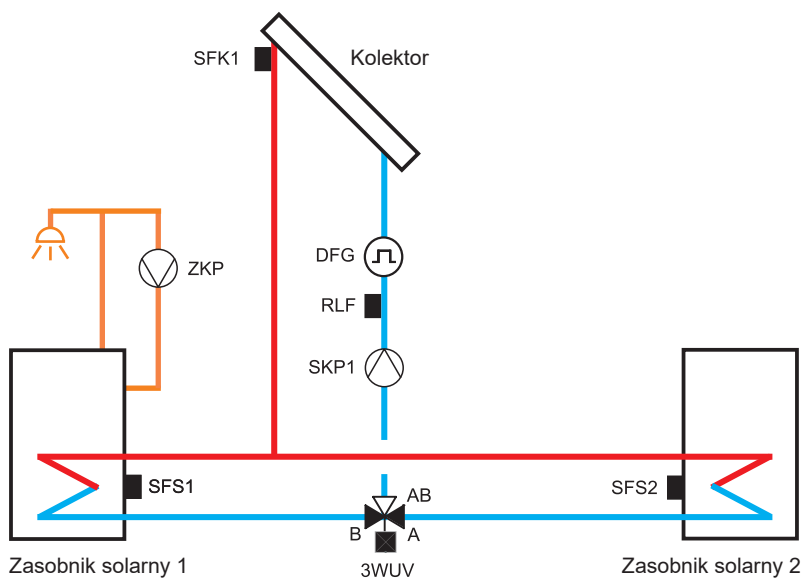 SFK1
Kolektor
DFG
ZKP
RLF
SKP1
SFS1
SFS2
AB
B
A
3WUV
Zasobnik solarny 1
Zasobnik solarny 2